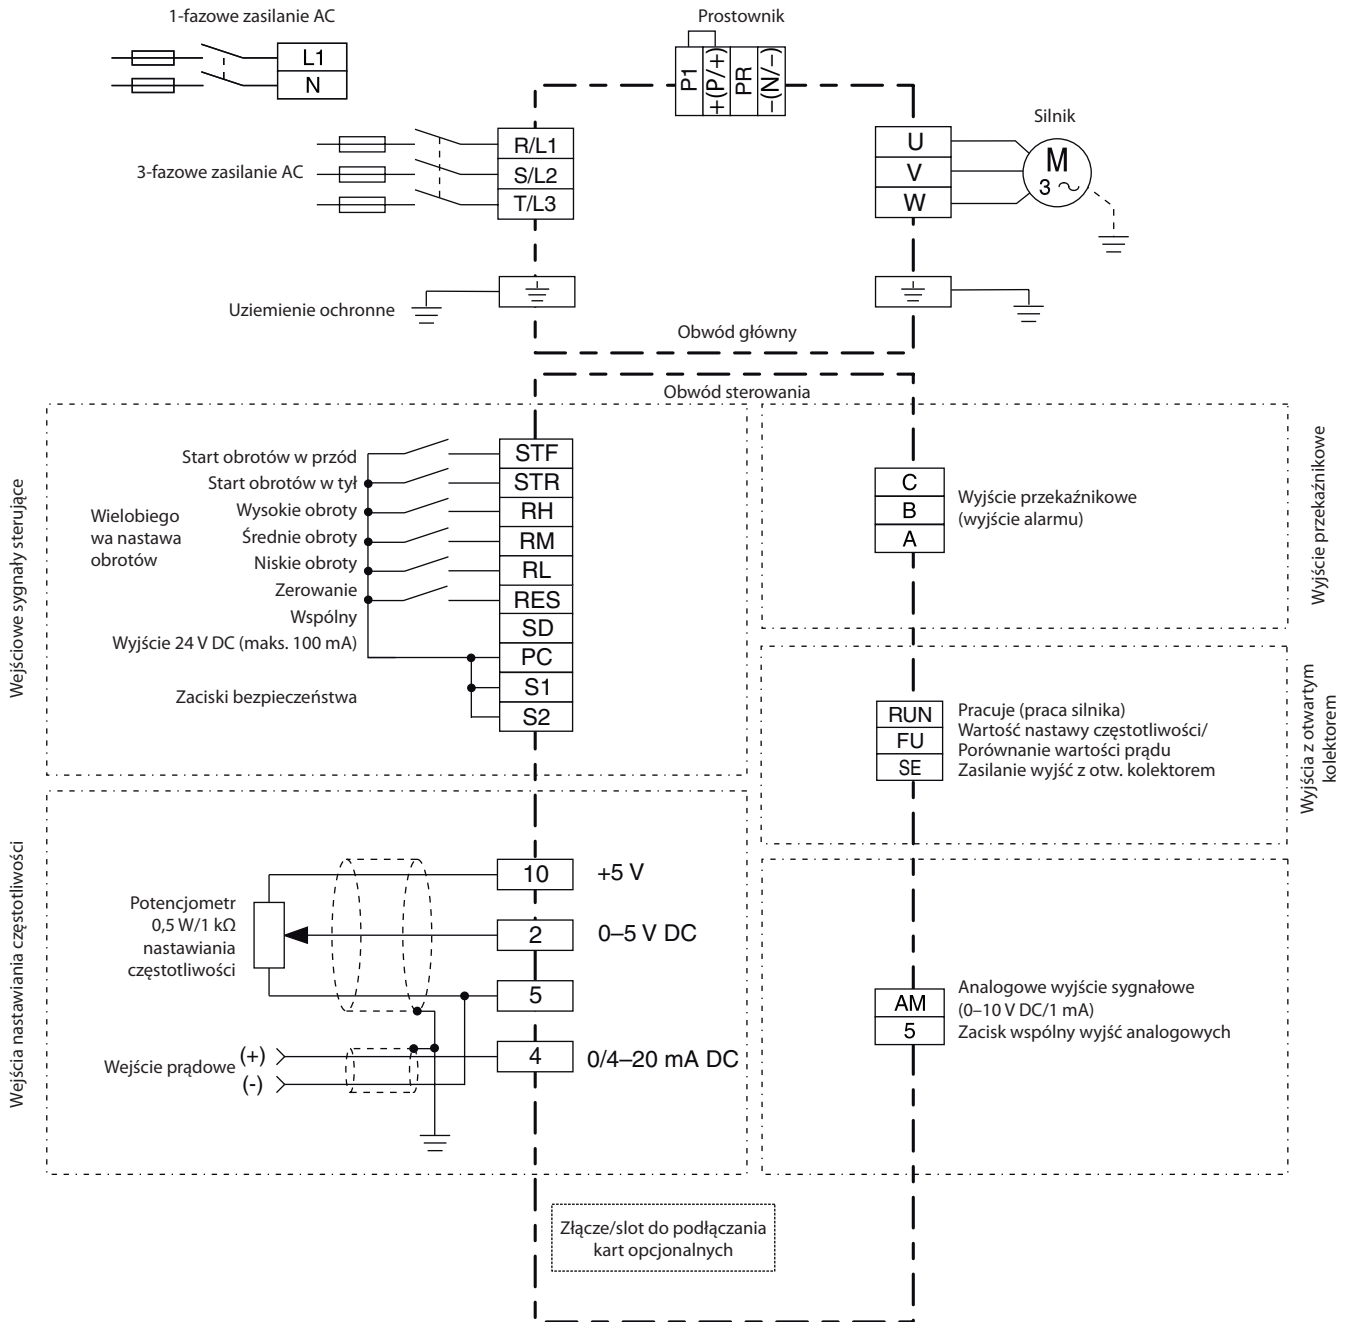 1-fazowe zasilanie AC
L1
N
Prostownik
P1
+(P/+)
PR
–(N/–)
3-fazowe zasilanie AC
R/L1
S/L2
T/L3
U
V
W
Silnik
M
3 ~
Uziemienie ochronne
Obwód główny
Obwód sterowania
Wejściowe sygnały sterujące
Wielobiego
wa nastawa
obrotów
Start obrotów w przód
Start obrotów w tył
Wysokie obroty
Średnie obroty
Niskie obroty
Zerowanie
Wspólny
Wyjście 24 V DC (maks. 100 mA)
Zaciski bezpieczeństwa
STF
STR
RH
RM
RL
RES
SD
PC
S1
S2
C
B
A
Wyjście przekaźnikowe
(wyjście alarmu)
Wyjście przekaźnikowe
RUN
FU
SE
Pracuje (praca silnika)
Wartość nastawy częstotliwości/
Porównanie wartości prądu
Zasilanie wyjść z otw. kolektorem
Wyjścia z otwartym
kolektorem
Wejścia nastawiania częstotliwości
Potencjometr
0,5 W/1 kΩ
nastawiania
częstotliwości
10
+5 V
2
0–5 V DC
5
Wejście prądowe
(+)
(-)
4
0/4–20 mA DC
AM
5
Analogowe wyjście sygnałowe
(0–10 V DC/1 mA)
Zacisk wspólny wyjść analogowych
Złącze/slot do podłączania
kart opcjonalnych